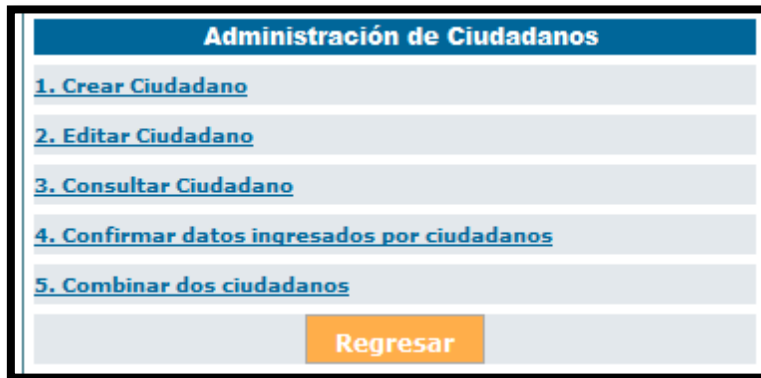 Administración de Ciudadanos
1. Crear Ciudadano
2. Editar Ciudadano
3. Consultar Ciudadano
4. Confirmar datos ingresados por ciudadanos
5. Combinar dos ciudadanos
Regresar